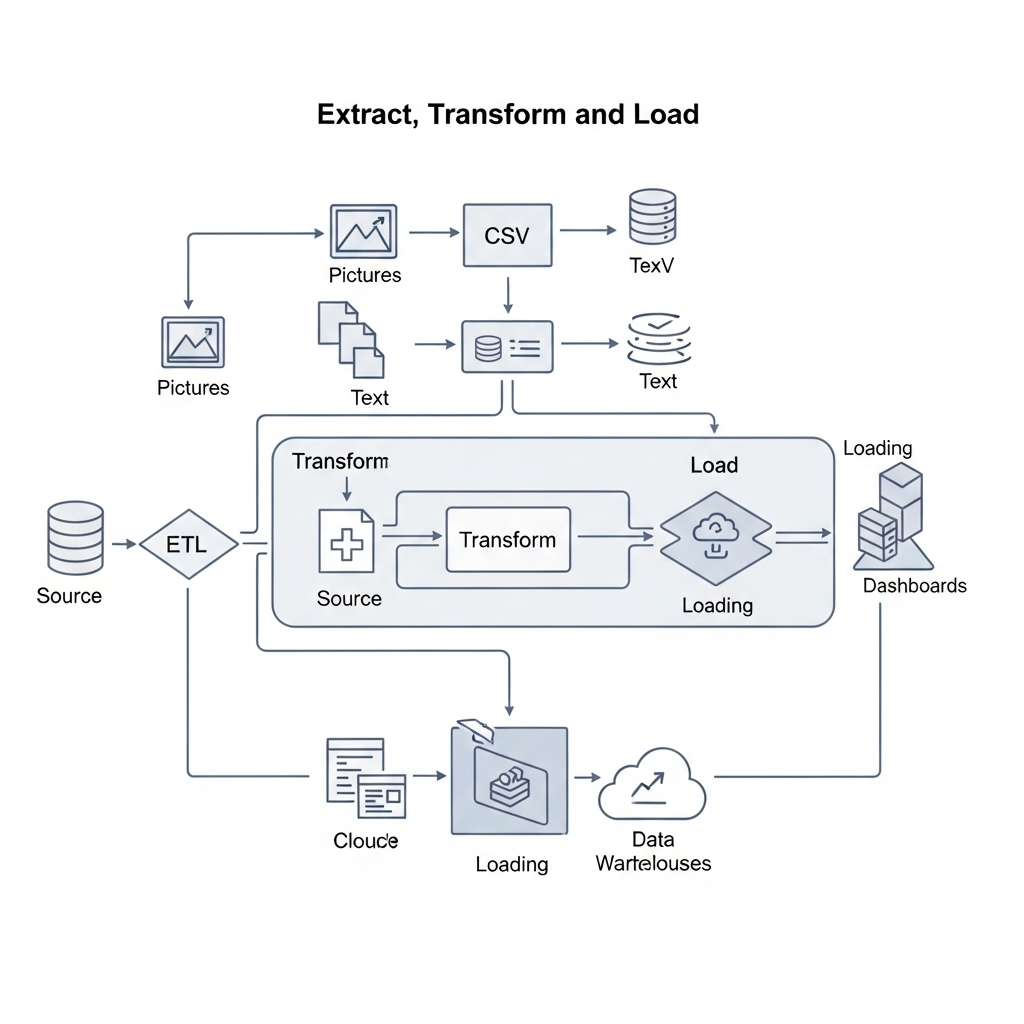 Extract, Transform and Load
CSV
Pictures
TexV
Pictures
Text
Text
Transform
Load
Loading
ETL
Transform
Source
Source
Loading
Dashboards
Data
Wartelouses
Loading